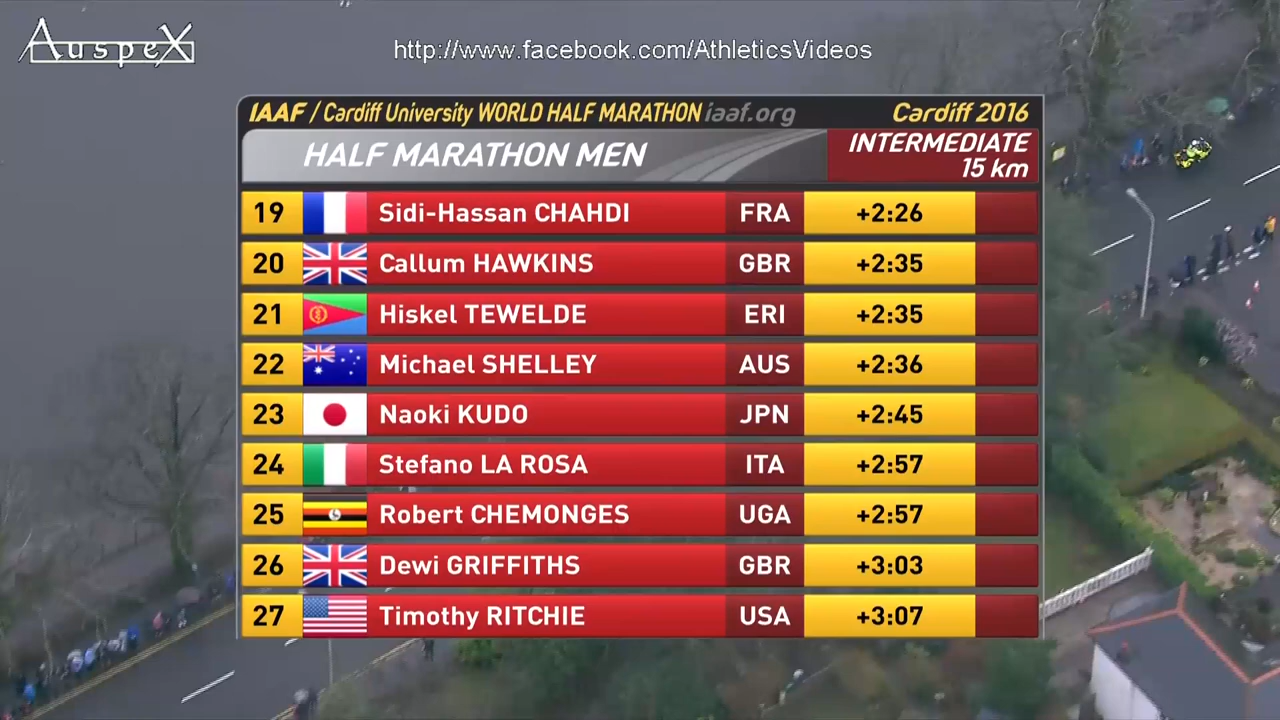 AuspeX
http://www.facebook.com/AthleticsVideos
IAAF / Cardiff University WORLD HALF MARATHON iaaf.org Cardiff 2016
HALF MARATHON MEN
INTERMEDIATE
15 km
19 Sidi-Hassan CHAHDI FRA +2:26
20 Callum HAWKINS GBR +2:35
21 Hiskel TEWELDE ERI +2:35
22 Michael SHELLEY AUS +2:36
23 Naoki KUDO JPN +2:45
24 Stefano LA ROSA ITA +2:57
25 Robert CHEMONGES UGA +2:57
26 Dewi GRIFFITHS GBR +3:03
27 Timothy RITCHIE USA +3:07